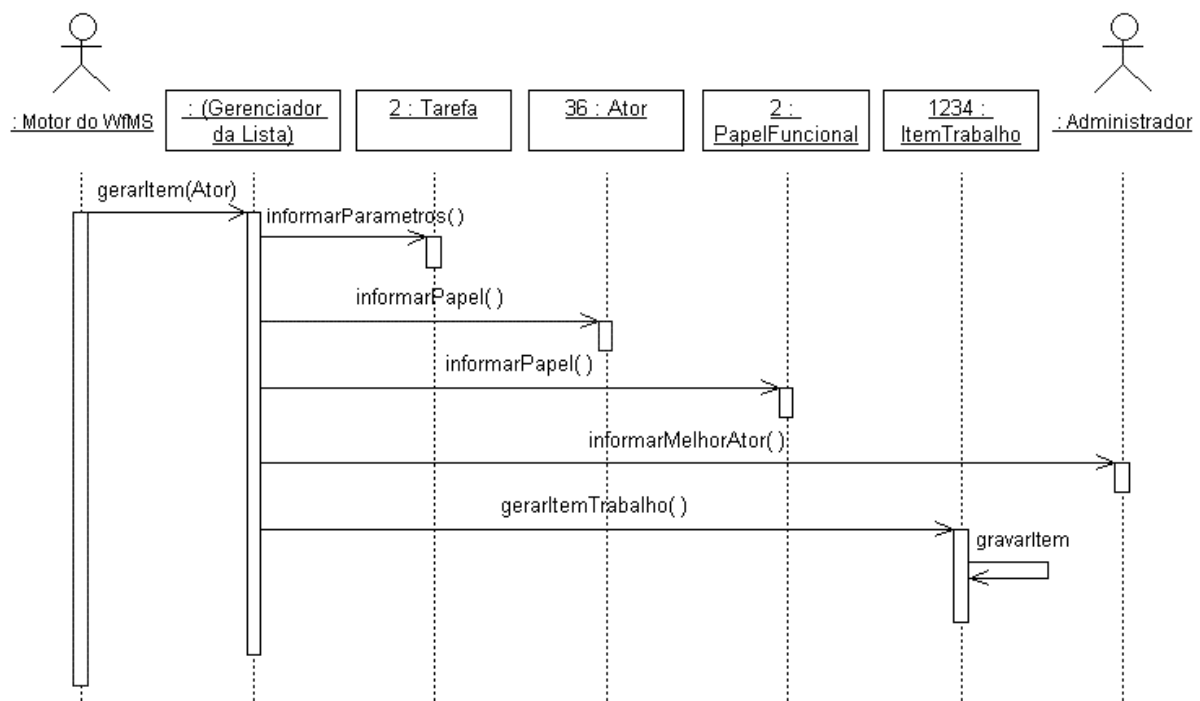 : Motor do WfMS
: (Gerenciador
da Lista)
2 : Tarefa
36 : Ator
2 :
PapelFuncional
1234 :
ItemTrabalho
: Administrador
gerarItem(Ator)
informarParametros( )
informarPapel( )
informarPapel( )
informarMelhorAtor( )
gerarItemTrabalho( )
gravarItem